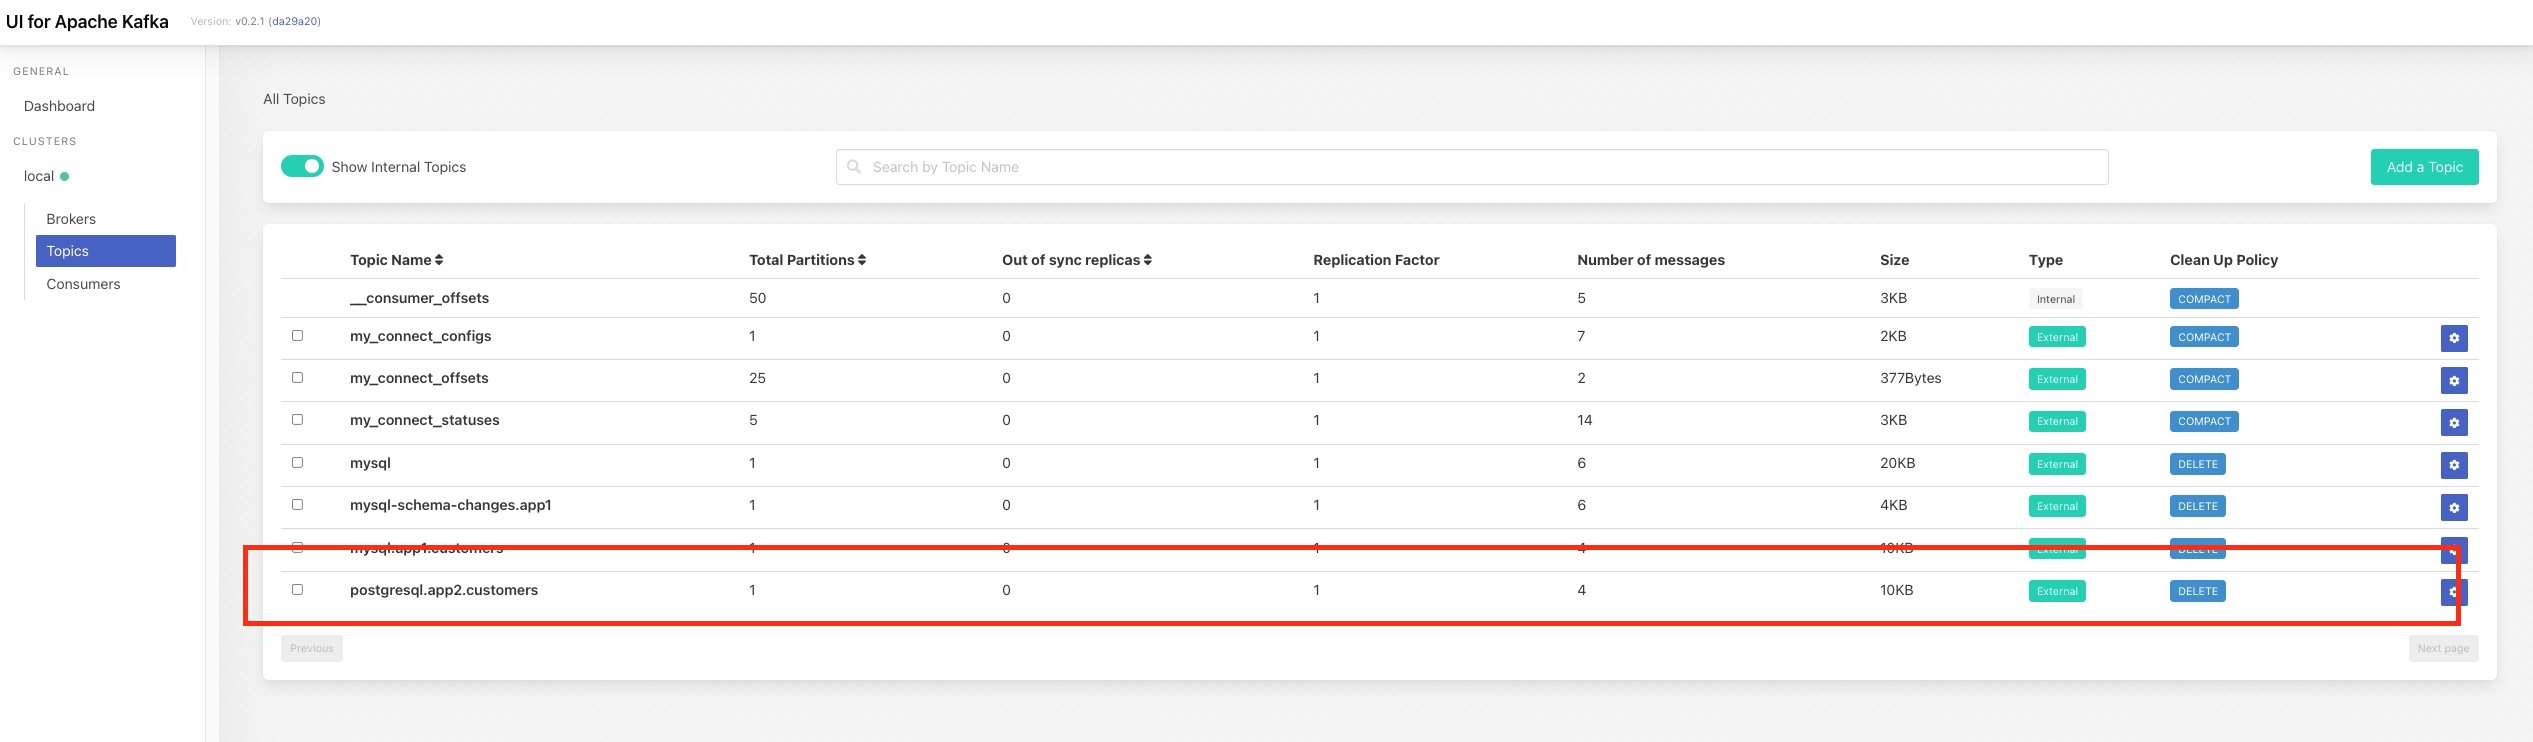 UI for Apache Kafka Version: v0.2.1 (da29a20)
GENERAL
Dashboard
CLUSTERS
local
Brokers
Topics
Consumers
All Topics
Show Internal Topics Search by Topic Name Add a Topic
Topic Name Total Partitions Out of sync replicas Replication Factor Number of messages Size Type Clean Up Policy
__consumer_offsets 50 0 1 5 3KB Internal COMPACT
my_connect_configs 1 0 1 7 2KB External COMPACT
my_connect_offsets 25 0 1 2 377Bytes External COMPACT
my_connect_statuses 5 0 1 14 3KB External COMPACT
mysql 1 0 1 6 20KB External DELETE
mysql-schema-changes.app1 1 0 1 6 4KB External DELETE
mysql.app1.customers 1 0 1 4 10KB External DELETE
postgresql.app2.customers 1 0 1 4 10KB External DELETE
Previous Next page